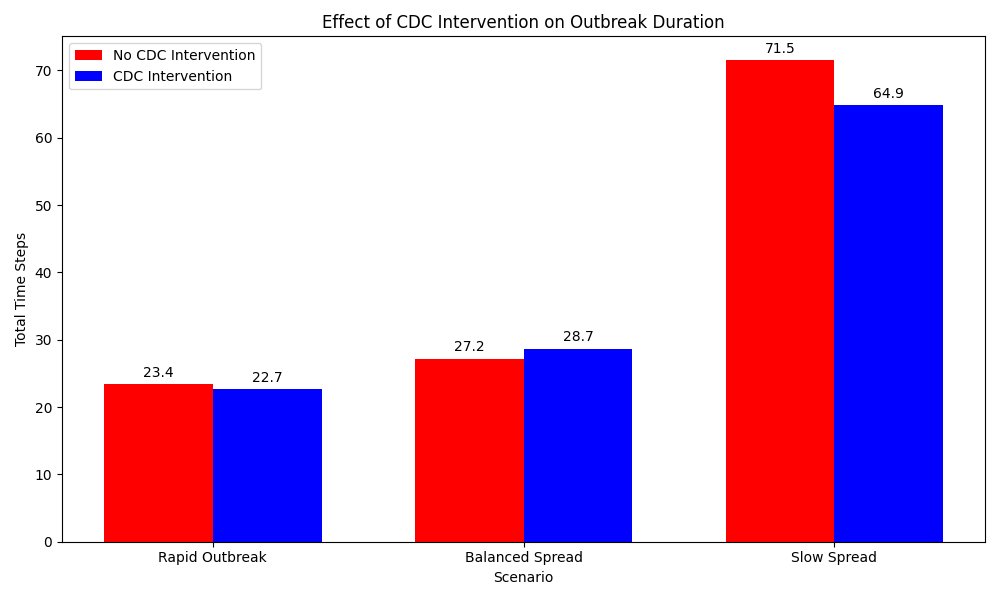 Effect of CDC Intervention on Outbreak Duration
No CDC Intervention
CDC Intervention
71.5
64.9
23.4
22.7
27.2
28.7
Total Time Steps
70
60
50
40
30
20
10
0
Rapid Outbreak
Balanced Spread
Slow Spread
Scenario